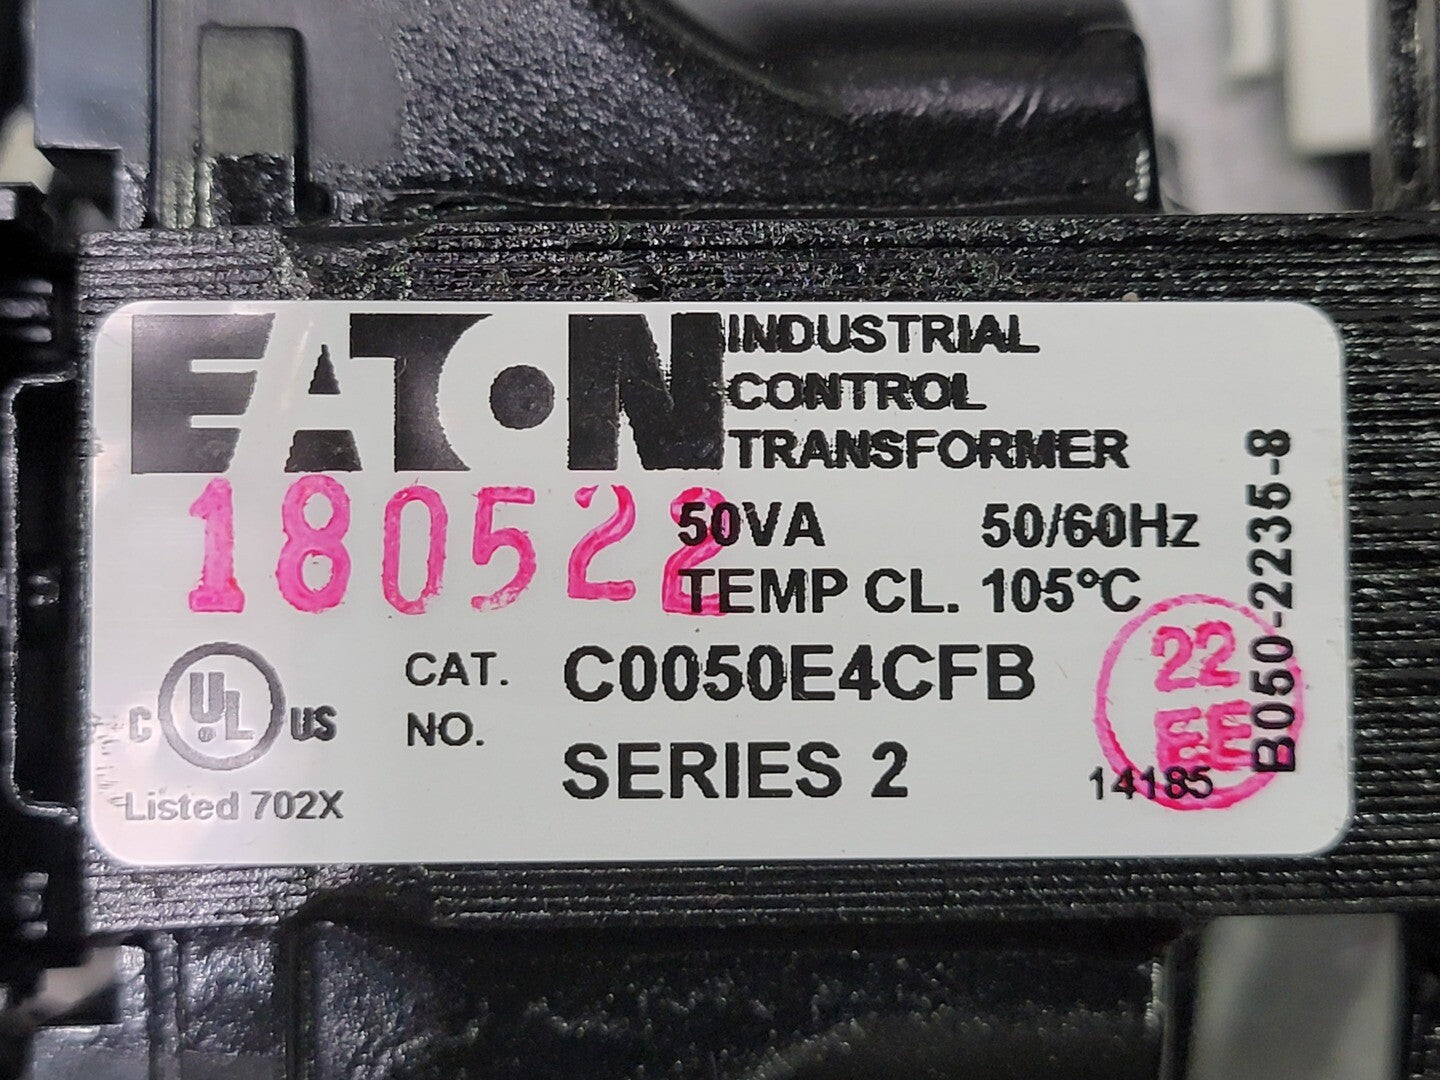 EATON
INDUSTRIAL
CONTROL
TRANSFORMER
180522
50VA 50/60Hz
TEMP CL. 105°C
CAT. NO. C0050E4CFB
SERIES 2
C UL US
Listed 702X
22
EE
14185
B050-2235-8